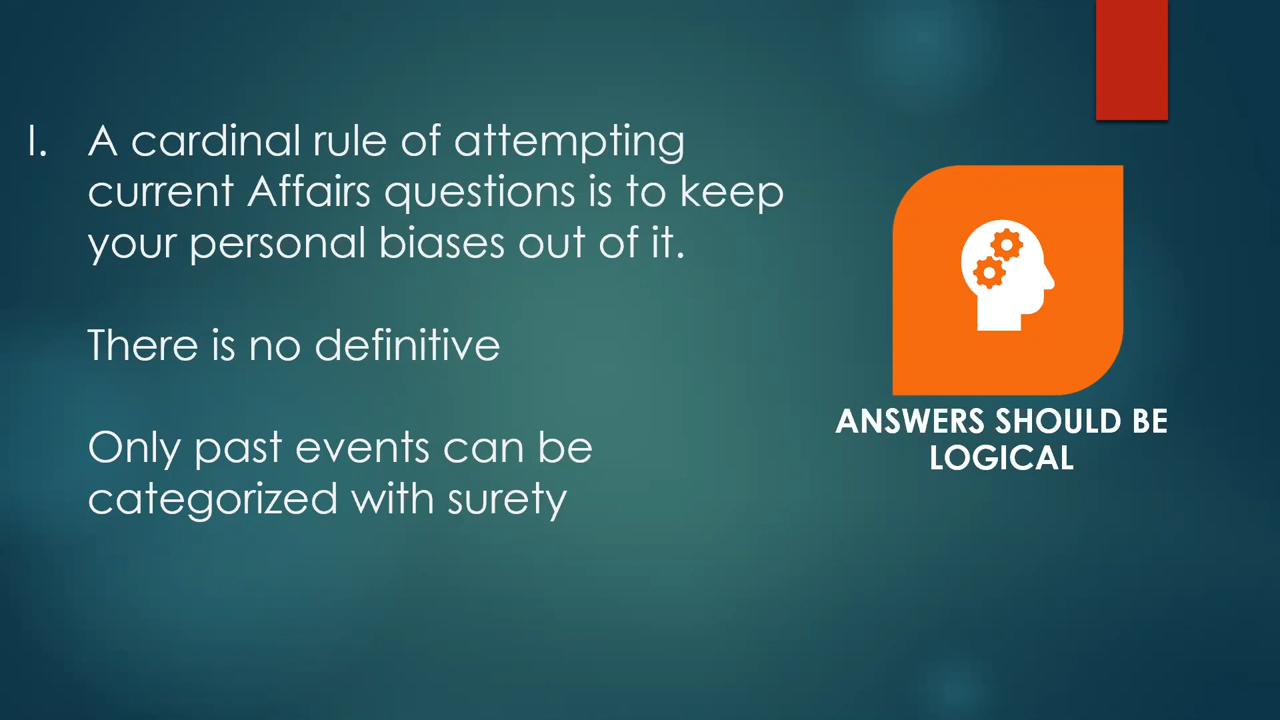 I. A cardinal rule of attempting
current Affairs questions is to keep
your personal biases out of it.
There is no definitive
Only past events can be
categorized with surety
ANSWERS SHOULD BE
LOGICAL